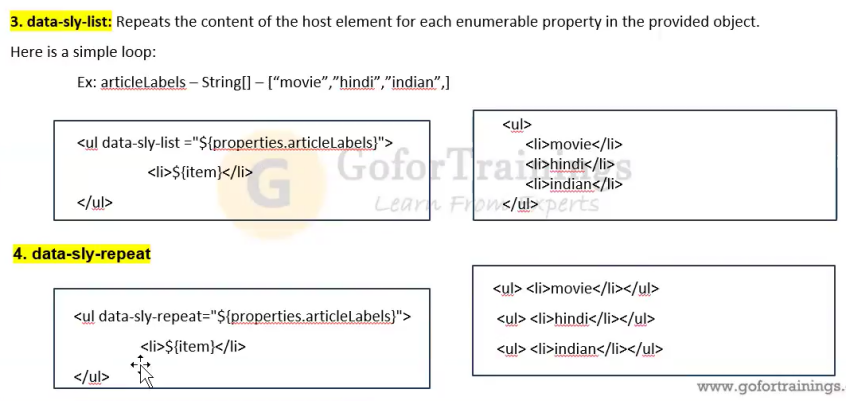 3. data-sly-list: Repeats the content of the host element for each enumerable property in the provided object.
Here is a simple loop:
Ex: articleLabels – String[] – [“movie”,”hindi”,”indian”,]
<ul data-sly-list ="${properties.articleLabels}">
<li>${item}</li>
</ul>
<ul>
<li>movie</li>
<li>hindi</li>
<li>indian</li>
</ul>
G GoforTrainings
Learn From Experts
4. data-sly-repeat
<ul data-sly-repeat="${properties.articleLabels}">
<li>${item}</li>
</ul>
<ul> <li>movie</li></ul>
<ul> <li>hindi</li></ul>
<ul> <li>indian</li></ul>
www.gofortrainings.